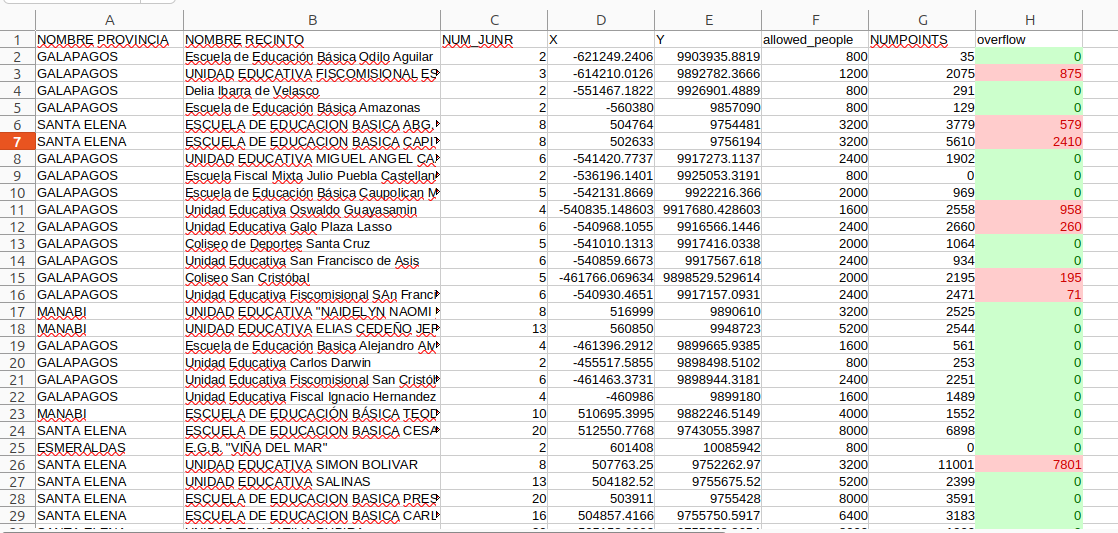 A B C D E F G H
1 NOMBRE PROVINCIA NOMBRE RECINTO NUM_JUNR X Y allowed_people NUMPOINTS overflow
2 GALAPAGOS Escuela de Educación Básica Odilo Aguilar 2 -621249.2406 9903935.8819 800 35 0
3 GALAPAGOS UNIDAD EDUCATIVA FISCOMISIONAL ES 3 -614210.0126 9892782.3666 1200 2075 875
4 GALAPAGOS Delia Ibarra de Velasco 2 -551467.1822 9926901.4889 800 291 0
5 GALAPAGOS Escuela de Educación Básica Amazonas 2 -560380 9857090 800 129 0
6 SANTA ELENA ESCUELA DE EDUCACION BASICA ABG. 8 504764 9754481 3200 3779 579
7 SANTA ELENA ESCUELA DE EDUCACION BASICA CAPI 8 502633 9756194 3200 5610 2410
8 GALAPAGOS UNIDAD EDUCATIVA MIGUEL ANGEL CA 6 -541420.7737 9917273.1137 2400 1902 0
9 GALAPAGOS Escuela Fiscal Mixta Julio Puebla Castellan 2 -536196.1401 9925053.3191 800 0 0
10 GALAPAGOS Escuela de Educación Básica Caupolican M 5 -542131.8669 9922216.366 2000 969 0
11 GALAPAGOS Unidad Educativa Oswaldo Guayasamin 4 -540835.148603 9917680.428603 1600 2558 958
12 GALAPAGOS Unidad Educativa Galo Plaza Lasso 6 -540968.1055 9916566.1446 2400 2660 260
13 GALAPAGOS Coliseo de Deportes Santa Cruz 5 -541010.1313 9917416.0338 2000 1064 0
14 GALAPAGOS Unidad Educativa San Francisco de Asis 6 -540859.6673 9917567.618 2400 934 0
15 GALAPAGOS Coliseo San Cristóbal 5 -461766.069634 9898529.529614 2000 2195 195
16 GALAPAGOS Unidad Educativa Fiscomisional SAn Franci 6 -540930.4651 9917157.0931 2400 2471 71
17 MANABI UNIDAD EDUCATIVA "NAIDELYN NAOMI 8 516999 9890610 3200 2525 0
18 MANABI UNIDAD EDUCATIVA ELIAS CEDEÑO JER 13 560850 9948723 5200 2544 0
19 GALAPAGOS Escuela de Educación Basica Alejandro Alv 4 -461396.2912 9899665.9385 1600 561 0
20 GALAPAGOS Unidad Educativa Carlos Darwin 2 -455517.5855 9898498.5102 800 253 0
21 GALAPAGOS Unidad Educativa Fiscomisional San Cristól 6 -461463.3731 9898944.3181 2400 2251 0
22 GALAPAGOS Unidad Educativa Fiscal Ignacio Hernandez 4 -460986 9899180 1600 1489 0
23 MANABI ESCUELA DE EDUCACIÓN BÁSICA TEOD 10 510695.3995 9882246.5149 4000 1552 0
24 SANTA ELENA ESCUELA DE EDUCACION BASICA CESA 20 512550.7768 9743055.3987 8000 6898 0
25 ESMERALDAS E.G.B. "VIÑA DEL MAR" 2 601408 10085942 800 0 0
26 SANTA ELENA UNIDAD EDUCATIVA SIMON BOLIVAR 8 507763.25 9752262.97 3200 11001 7801
27 SANTA ELENA UNIDAD EDUCATIVA SALINAS 13 504182.52 9755675.52 5200 2399 0
28 SANTA ELENA ESCUELA DE EDUCACION BASICA PRES 20 503911 9755428 8000 3591 0
29 SANTA ELENA ESCUELA DE EDUCACION BASICA CARL 16 504857.4166 9755750.5917 6400 3183 0